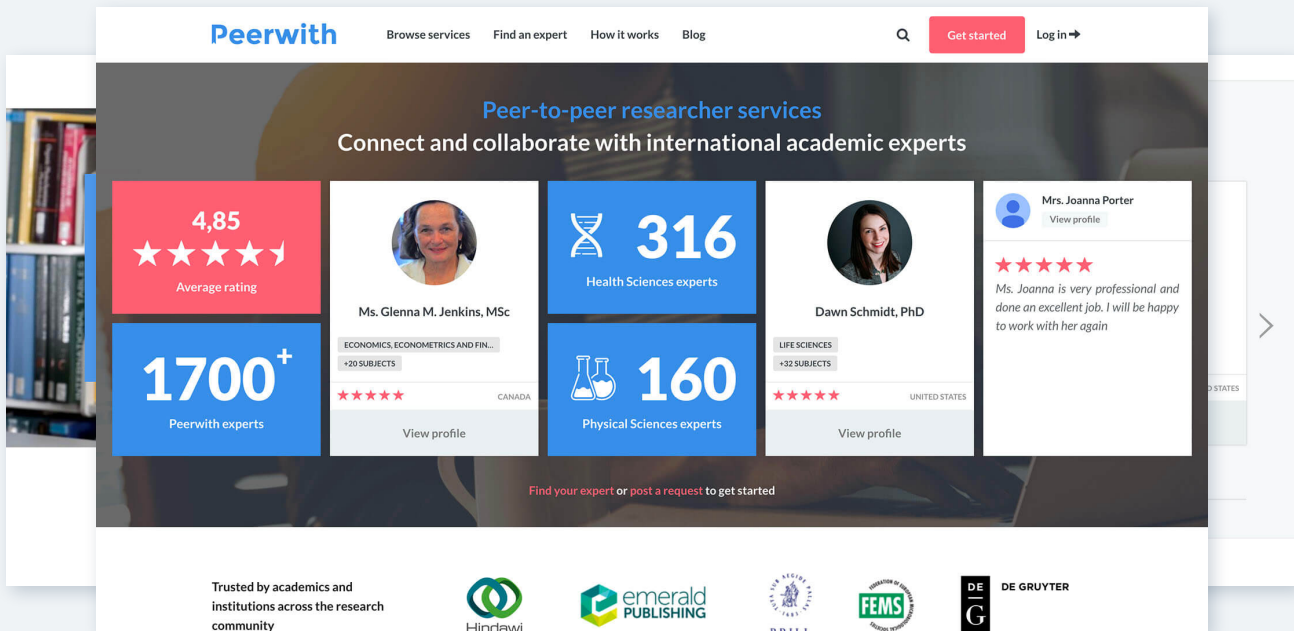 Peerwith
Browse services
Find an expert
How it works
Blog
Get started
Log in
Peer-to-peer researcher services
Connect and collaborate with international academic experts
4,85
Average rating
1700+
Peerwith experts
Ms. Glenna M. Jenkins, MSc
ECONOMICS, ECONOMETRICS AND FIN...
+20 SUBJECTS
CANADA
View profile
316
Health Sciences experts
160
Physical Sciences experts
Dawn Schmidt, PhD
LIFE SCIENCES
+32 SUBJECTS
UNITED STATES
View profile
Mrs. Joanna Porter
View profile
Ms. Joanna is very professional and
done an excellent job. I will be happy
to work with her again
D STATES
INTERNATIONAL TABLES
Find your expert or post a request to get started
Trusted by academics and
institutions across the research
community
Hindawi
emerald
PUBLISHING
BRILL
FEMS
DE
G
DE GRUYTER